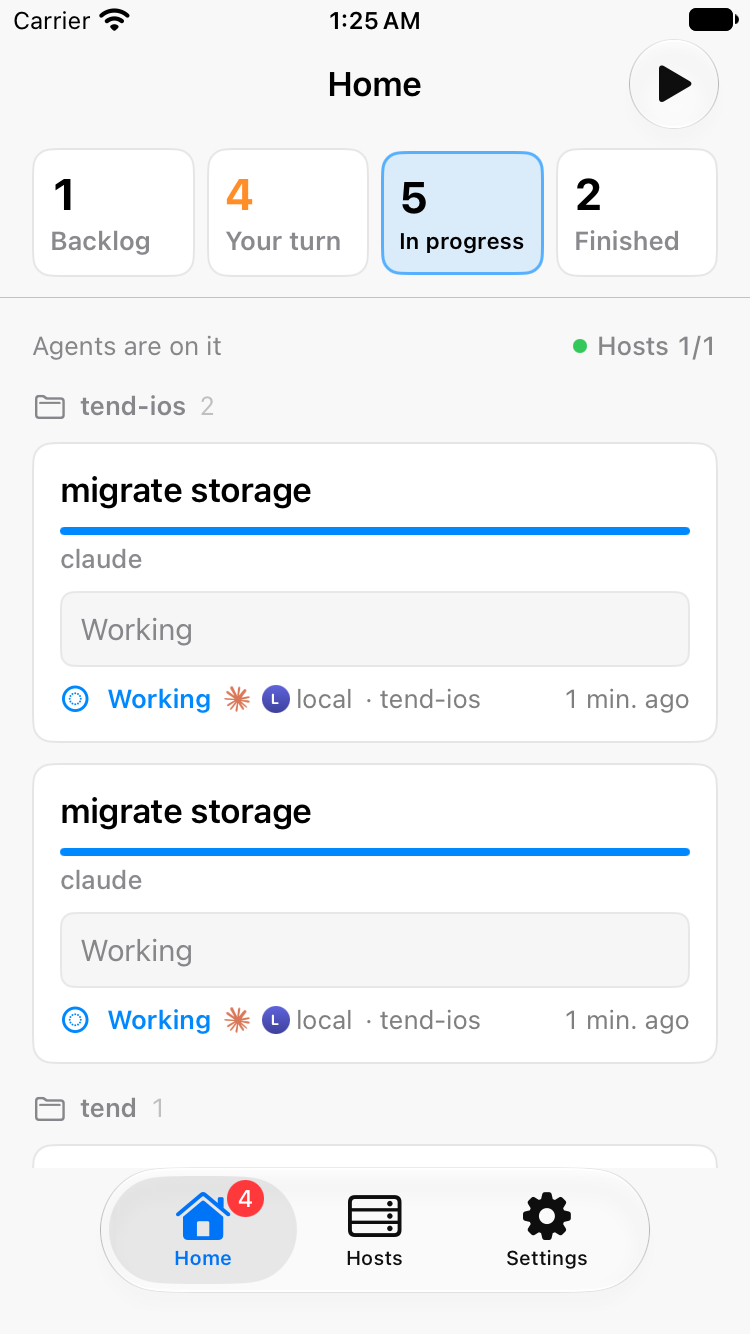 Carrier 1:25 AM
Home
1 4 5 2
Backlog Your turn In progress Finished
Agents are on it Hosts 1/1
tend-ios 2
migrate storage
claude
Working
Working L local · tend-ios 1 min. ago
migrate storage
claude
Working
Working L local · tend-ios 1 min. ago
tend 1
4
Home Hosts Settings